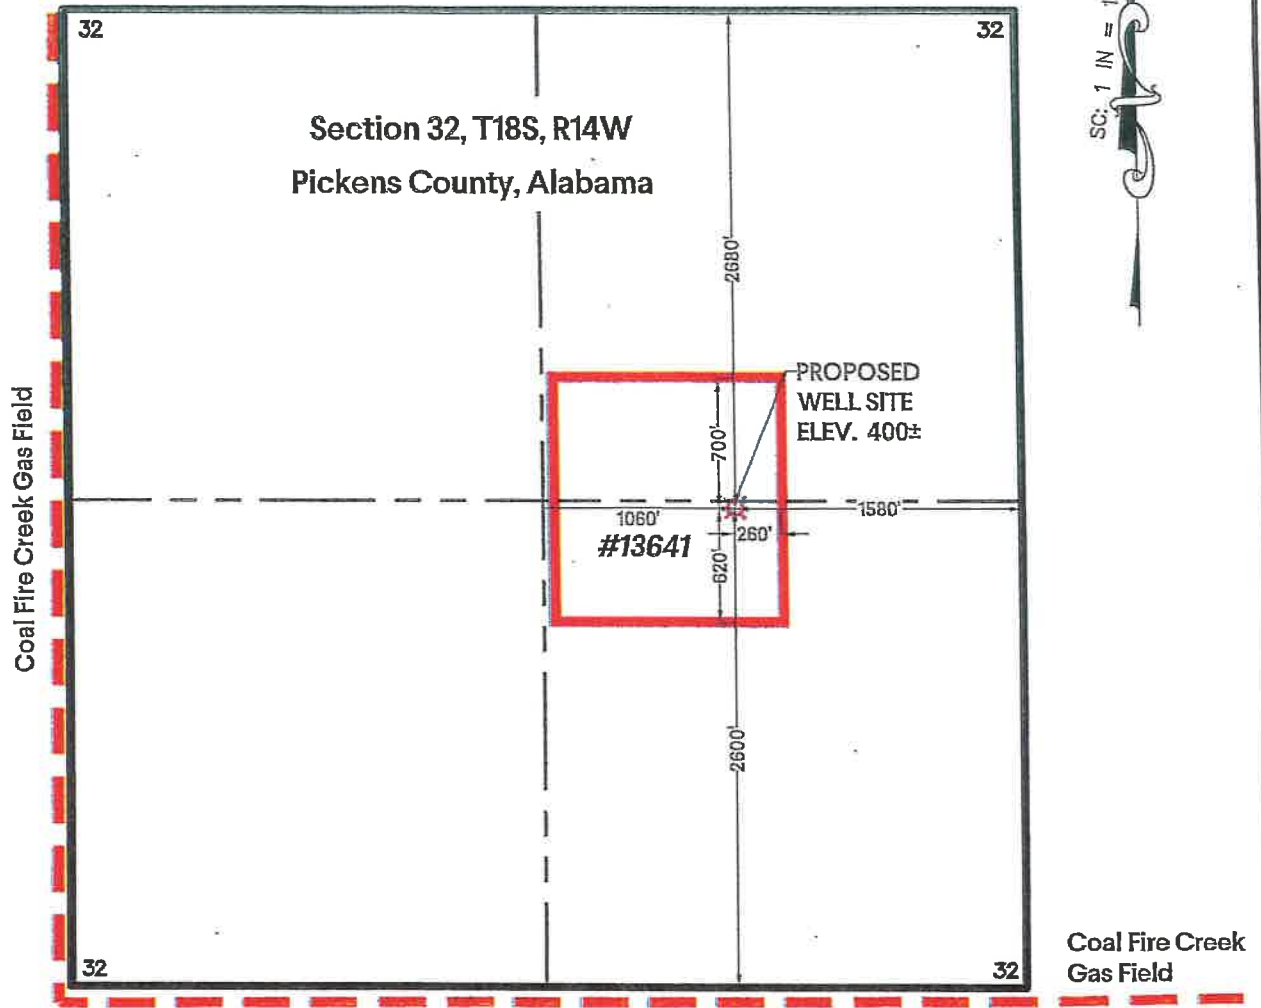 32
32
SC: 1 IN = 1
Section 32, T18S, R14W
Pickens County, Alabama
2680'
Coal Fire Creek Gas Field
PROPOSED
WELL SITE
ELEV. 400±
700'
1060'
1580'
260'
#13641
620'
2600'
32
32
Coal Fire Creek
Gas Field